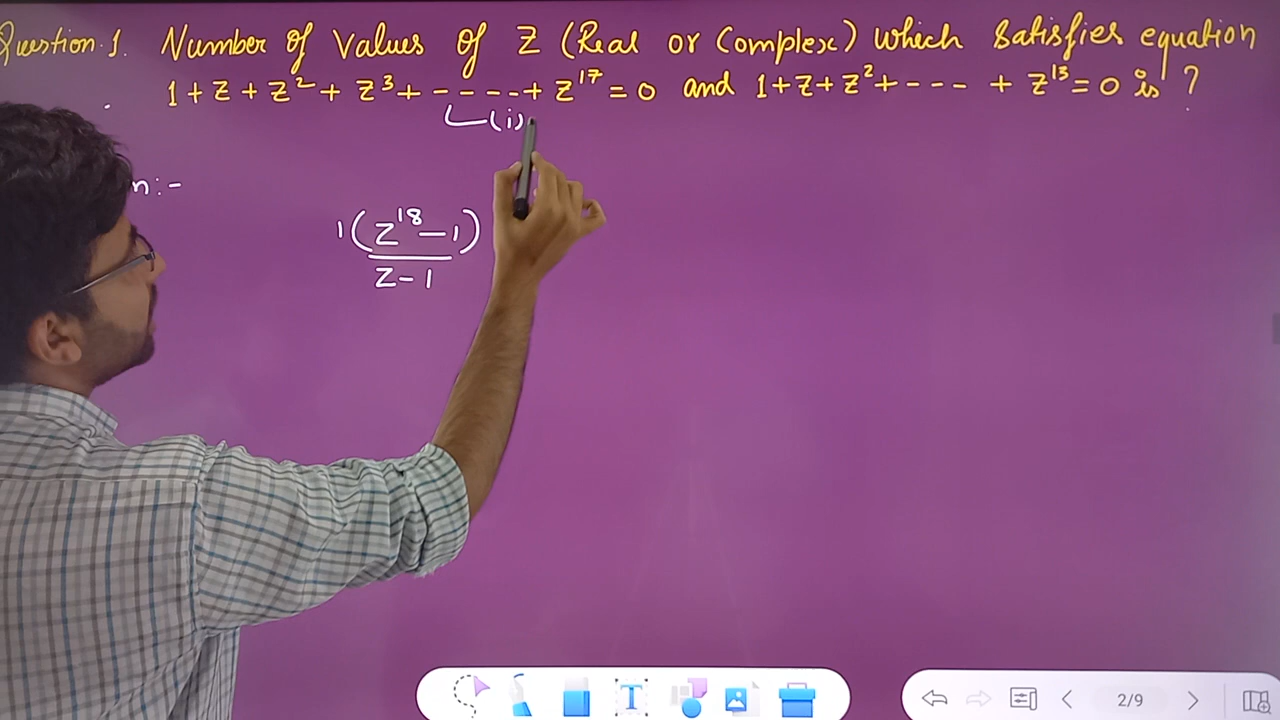 Question.1. Number of values of Z (Real or Complex) which satisfies equation
1+Z+Z²+Z³+----+Z¹⁷=0 and 1+Z+Z²+---+Z¹³=0 is ?
(i)
n:-
1(Z¹⁸-1)
Z-1
T
2/9